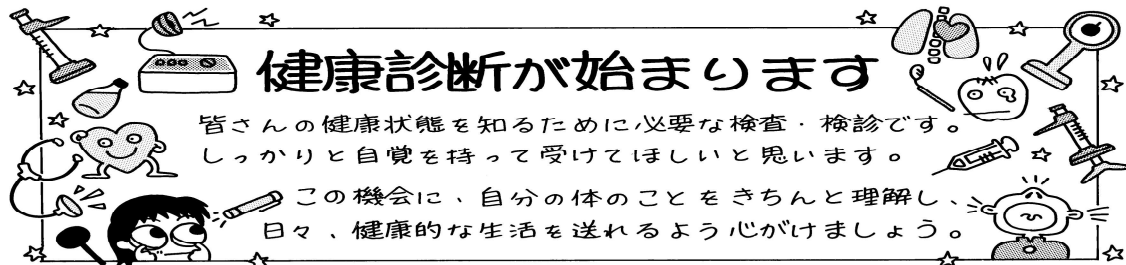 健康診断が始まります
皆さんの健康状態を知るために必要な検査・検診です。
しっかりと自覚を持って受けてほしいと思います。
この機会に、自分の体のことをきちんと理解し、
日々、健康的な生活を送れるよう心がけましょう。